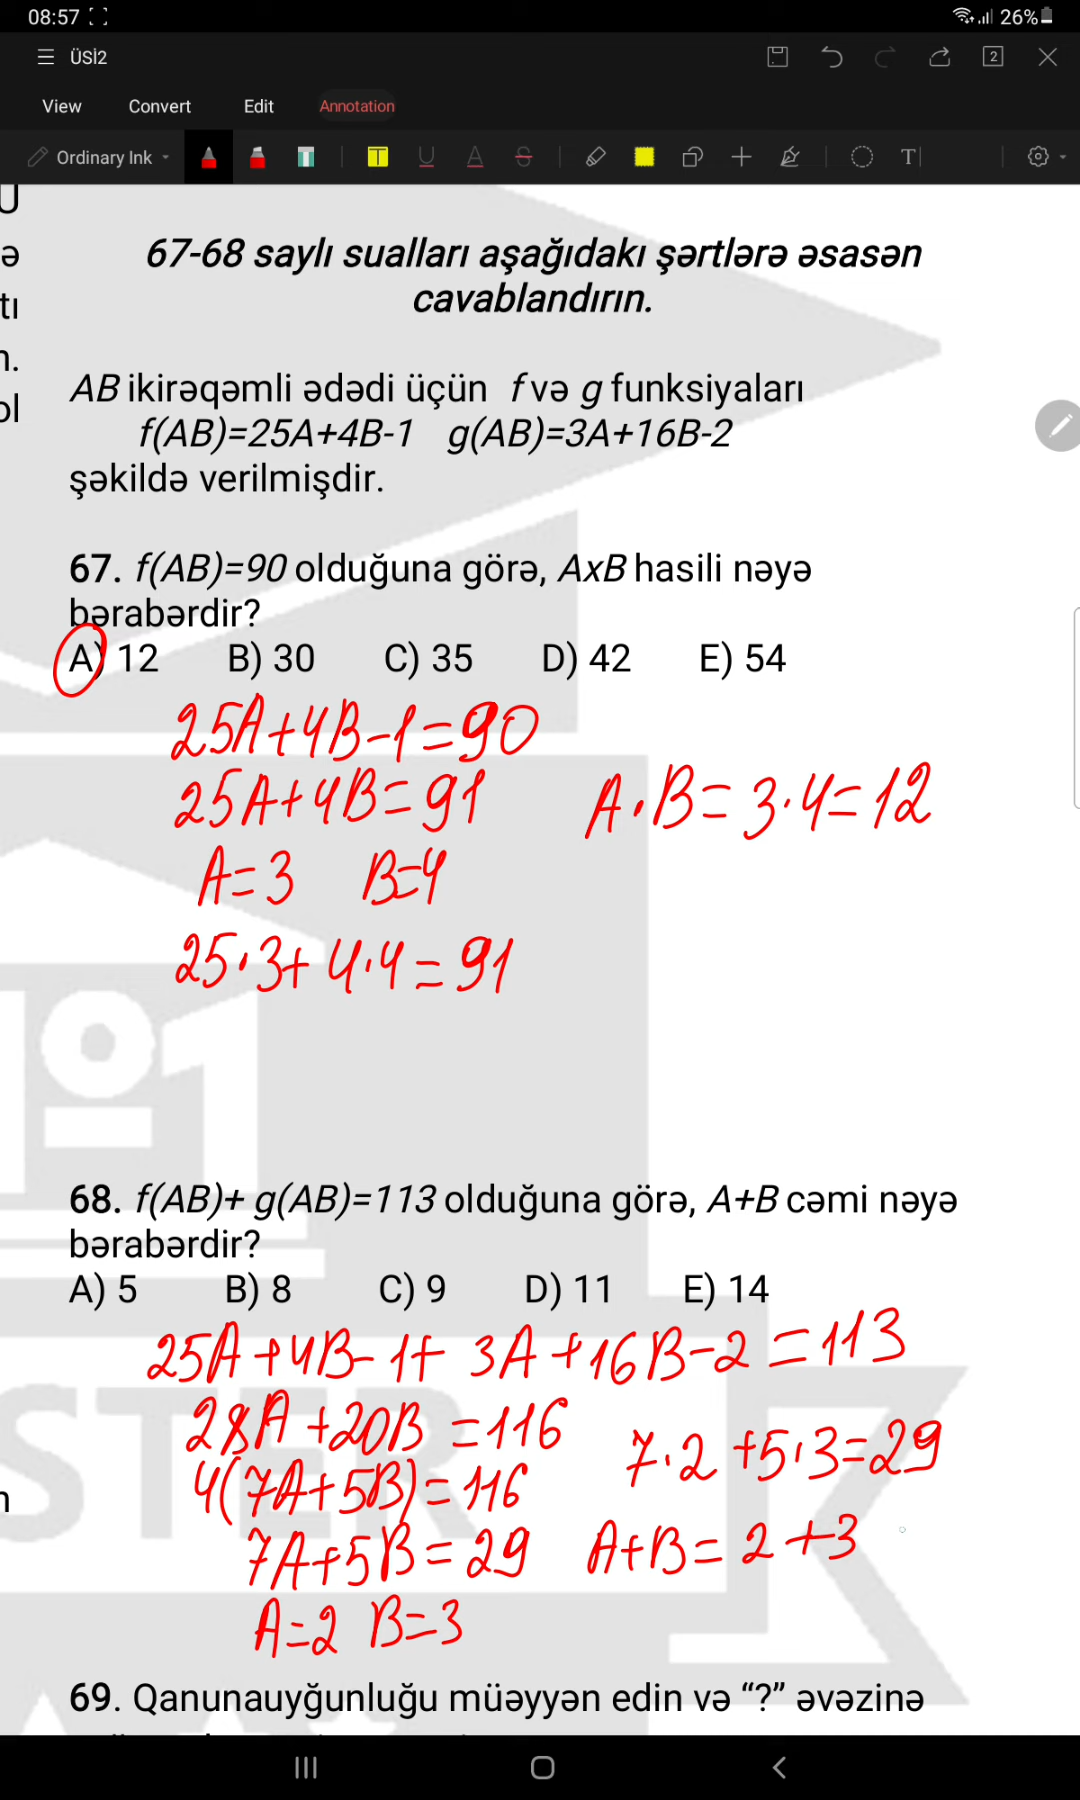 08:57 26%
ÜSİ2 2
View Convert Edit Annotation
Ordinary Ink T U A S T
U
ə
tı
ol
67-68 saylı sualları aşağıdakı şərtlərə əsasən
cavablandırın.
AB ikirəqəmli ədədi üçün f və g funksiyaları
f(AB)=25A+4B-1 g(AB)=3A+16B-2
şəkildə verilmişdir.
67. f(AB)=90 olduğuna görə, AxB hasili nəyə
bərabərdir?
A) 12 B) 30 C) 35 D) 42 E) 54
25A+4B-1=90
25A+4B=91 A·B=3·4=12
A=3 B=4
25·3+4·4=91
№1
68. f(AB)+ g(AB)=113 olduğuna görə, A+B cəmi nəyə
bərabərdir?
A) 5 B) 8 C) 9 D) 11 E) 14
25A+4B-1+ 3A+16B-2=113
28A+20B=116 7·2+5·3=29
4(7A+5B)=116
7A+5B=29 A+B=2+3
A=2 B=3
STER
69. Qanunauyğunluğu müəyyən edin və “?” əvəzinə